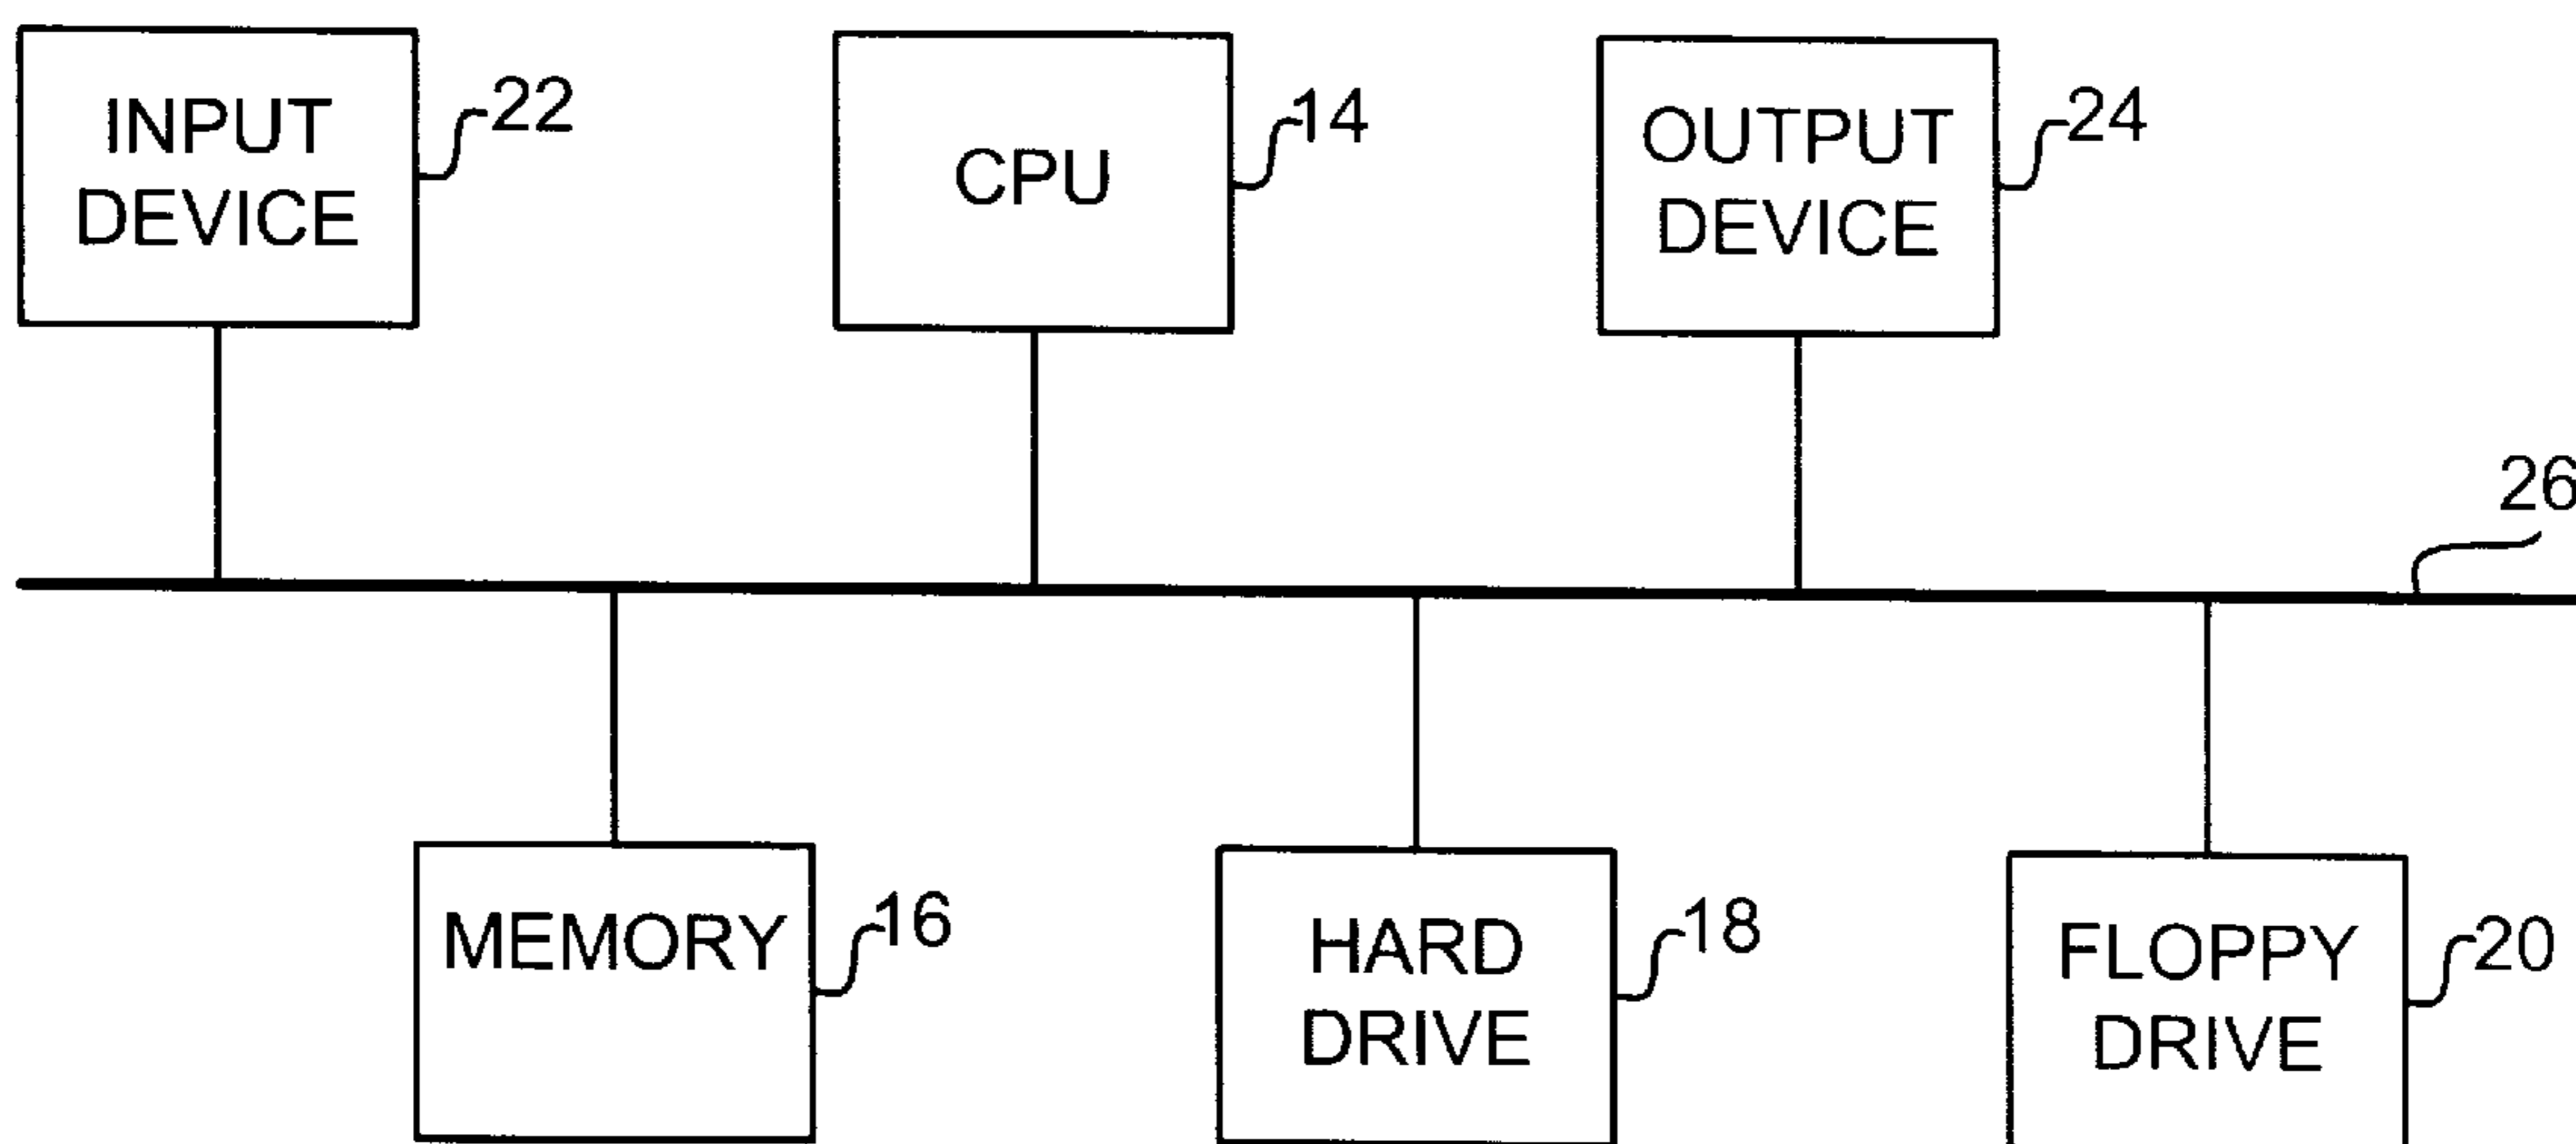 INPUT
DEVICE
22
CPU
14
OUTPUT
DEVICE
24
26
MEMORY
16
HARD
DRIVE
18
FLOPPY
DRIVE
20